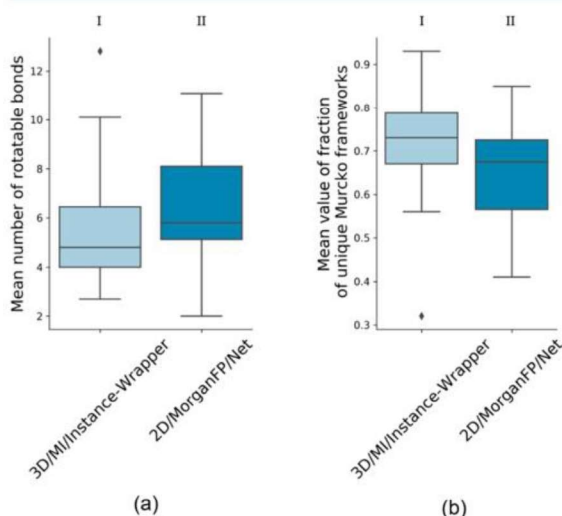 I II
12
10
8
6
4
2
Mean number of rotatable bonds
3D/MI/Instance-Wrapper
2D/MorganFP/Net
(a)
I II
0.9
0.8
0.7
0.6
0.5
0.4
0.3
Mean value of fraction
of unique Murcko frameworks
3D/MI/Instance-Wrapper
2D/MorganFP/Net
(b)